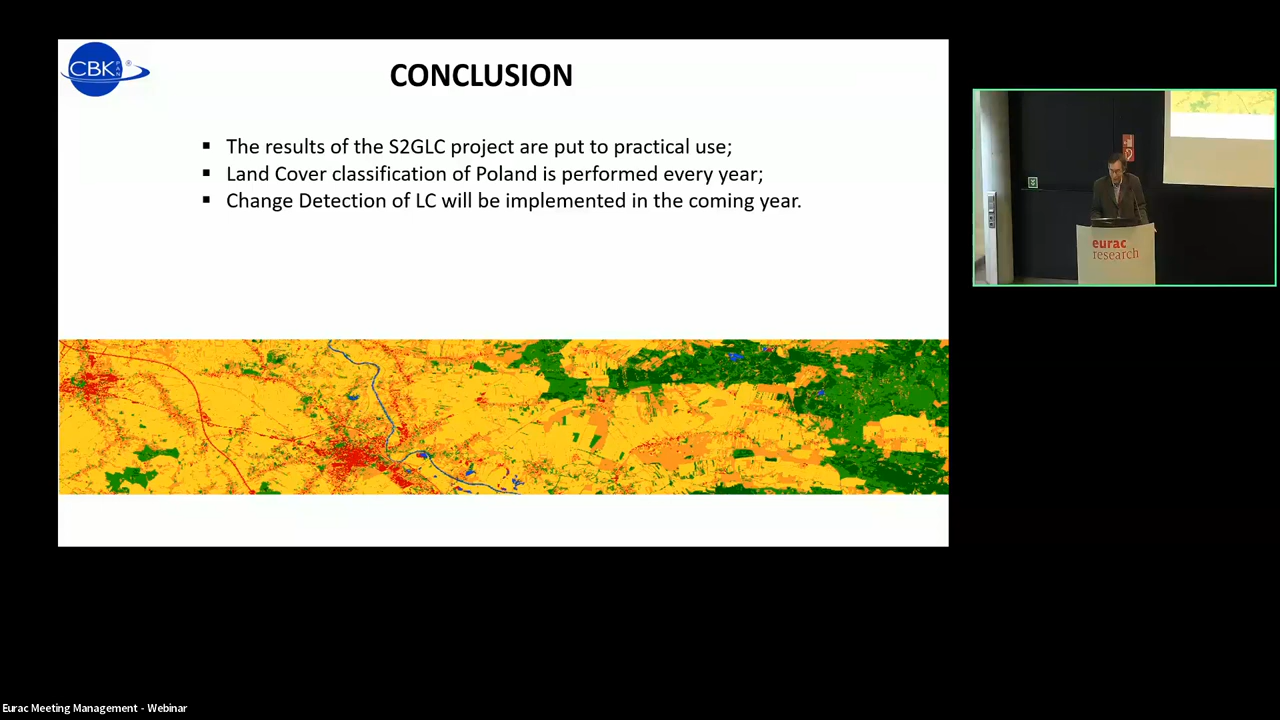 CBK
PAN
®
CONCLUSION
▪ The results of the S2GLC project are put to practical use;
▪ Land Cover classification of Poland is performed every year;
▪ Change Detection of LC will be implemented in the coming year.
eurac
research
Eurac Meeting Management - Webinar